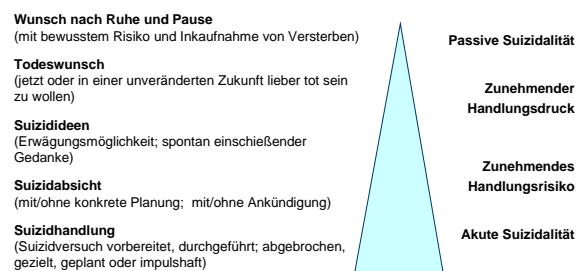 Wunsch nach Ruhe und Pause
(mit bewusstem Risiko und Inkaufnahme von Versterben)
Todeswunsch
(jetzt oder in einer unveränderten Zukunft lieber tot sein
zu wollen)
Suizidideen
(Erwägungsmöglichkeit; spontan einschießender
Gedanke)
Suizidabsicht
(mit/ohne konkrete Planung; mit/ohne Ankündigung)
Suizidhandlung
(Suizidversuch vorbereitet, durchgeführt; abgebrochen,
gezielt, geplant oder impulshaft)
Passive Suizidalität
Zunehmender
Handlungsdruck
Zunehmendes
Handlungsrisiko
Akute Suizidalität